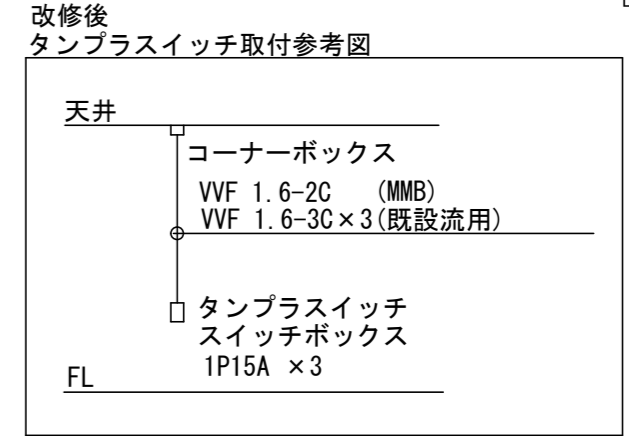 改修後
タンプラスイッチ取付参考図
天井
コーナーボックス
VVF 1.6-2C (MMB)
VVF 1.6-3C×3(既設流用)
タンプラスイッチ
スイッチボックス
1P15A ×3
FL